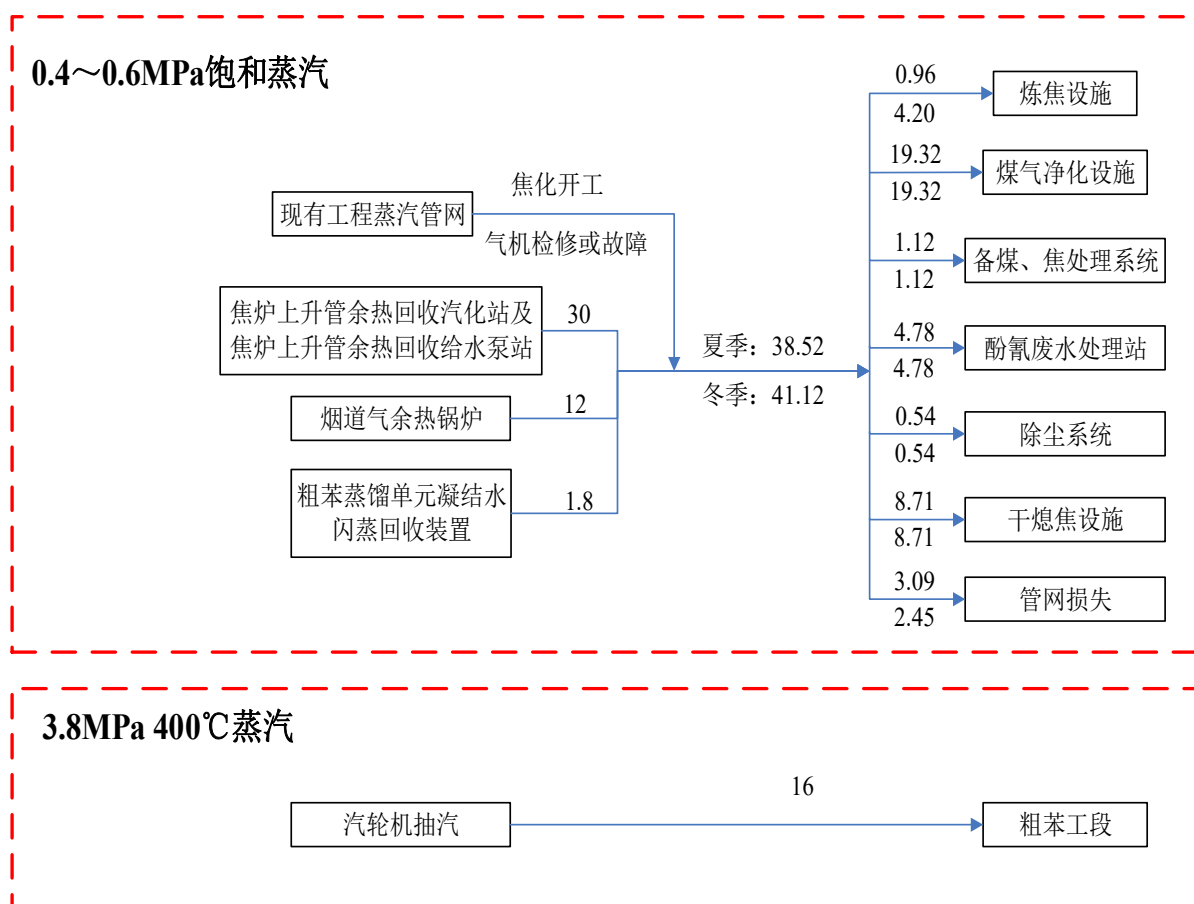 0.4～0.6MPa饱和蒸汽
现有工程蒸汽管网
焦化开工
气机检修或故障
焦炉上升管余热回收汽化站及
焦炉上升管余热回收给水泵站
30
烟道气余热锅炉
12
粗苯蒸馏单元凝结水
闪蒸回收装置
1.8
夏季：38.52
冬季：41.12
0.96
4.20
炼焦设施
19.32
19.32
煤气净化设施
1.12
1.12
备煤、焦处理系统
4.78
4.78
酚氰废水处理站
0.54
0.54
除尘系统
8.71
8.71
干熄焦设施
3.09
2.45
管网损失
3.8MPa 400℃蒸汽
汽轮机抽汽
16
粗苯工段